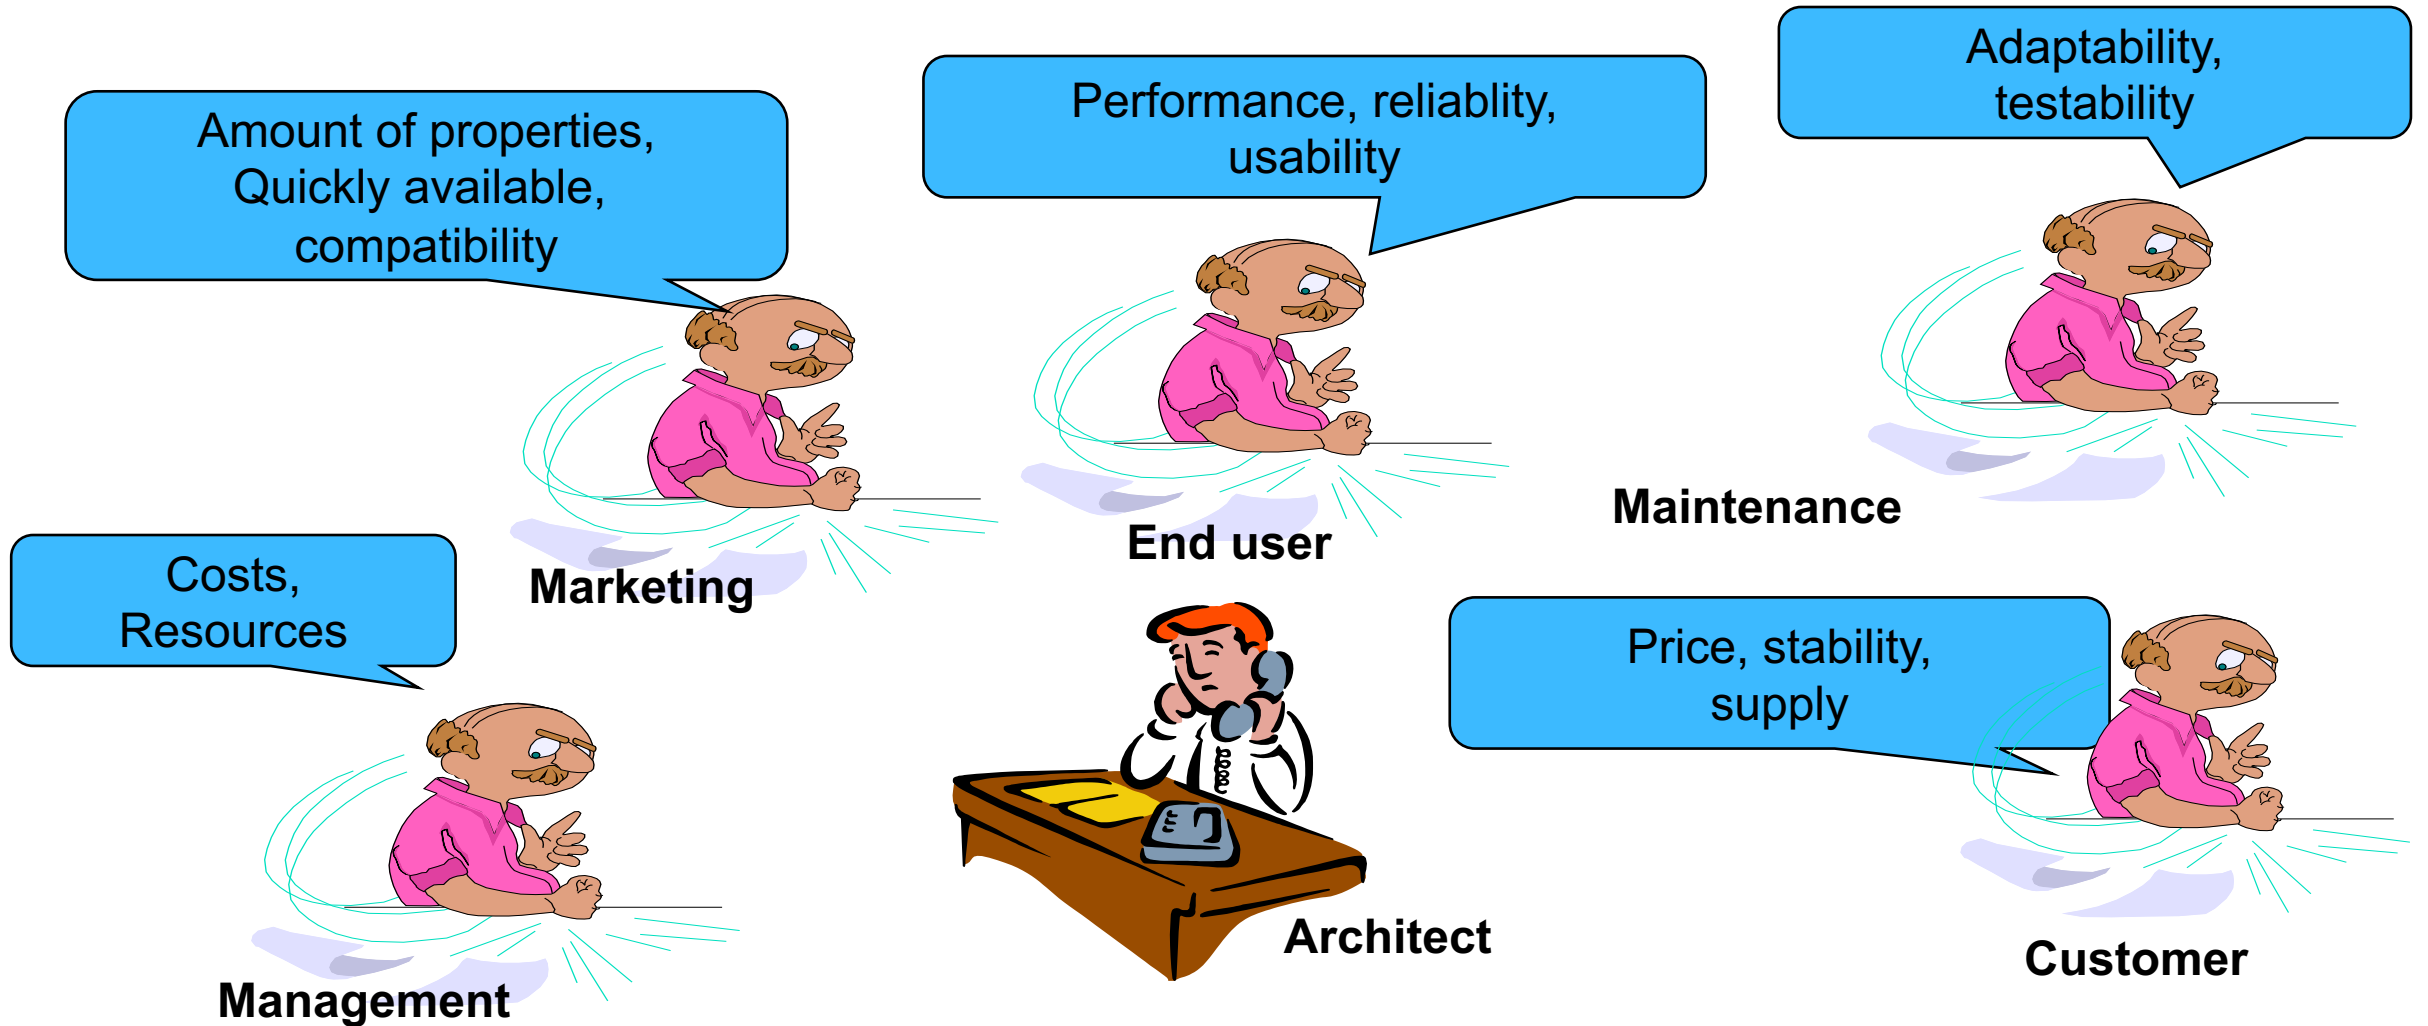 Amount of properties,
Quickly available,
compatibility
Marketing
Performance, reliablity,
usability
End user
Adaptability,
testability
Maintenance
Costs,
Resources
Management
Architect
Price, stability,
supply
Customer